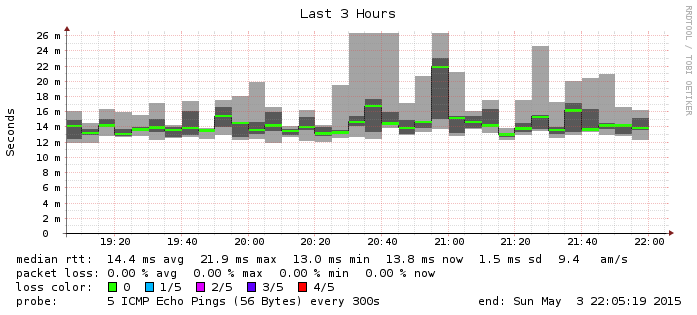 Last 3 Hours
RRDTOOL / TOBI OETIKER
Seconds
26 m
24 m
22 m
20 m
18 m
16 m
14 m
12 m
10 m
8 m
6 m
4 m
2 m
0
19:20 19:40 20:00 20:20 20:40 21:00 21:20 21:40 22:00
median rtt: 14.4 ms avg 21.9 ms max 13.0 ms min 13.8 ms now 1.5 ms sd 9.4 am/s
packet loss: 0.00 % avg 0.00 % max 0.00 % min 0.00 % now
loss color: 0 1/5 2/5 3/5 4/5
probe: 5 ICMP Echo Pings (56 Bytes) every 300s end: Sun May 3 22:05:19 2015